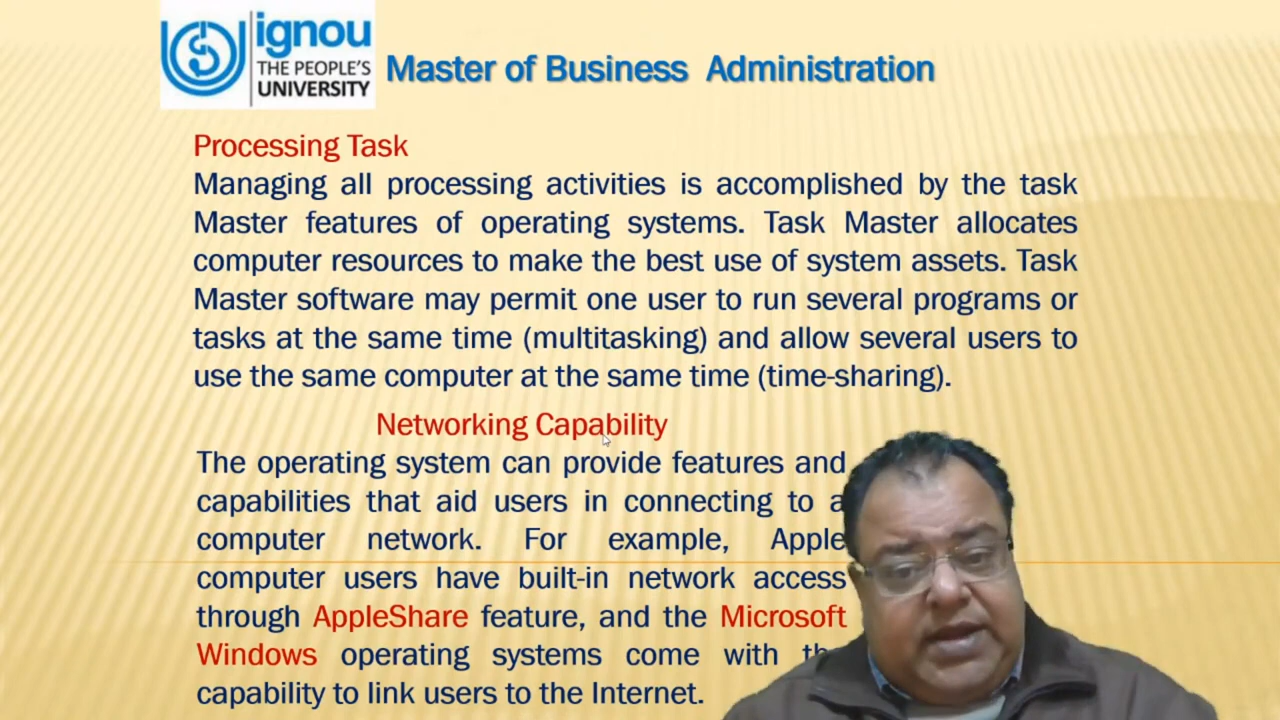 ignou
THE PEOPLE'S
UNIVERSITY
Master of Business Administration
Processing Task
Managing all processing activities is accomplished by the task
Master features of operating systems. Task Master allocates
computer resources to make the best use of system assets. Task
Master software may permit one user to run several programs or
tasks at the same time (multitasking) and allow several users to
use the same computer at the same time (time-sharing).
Networking Capability
The operating system can provide features and
capabilities that aid users in connecting to a
computer network. For example, Apple
computer users have built-in network access
through AppleShare feature, and the Microsoft
Windows operating systems come with the
capability to link users to the Internet.